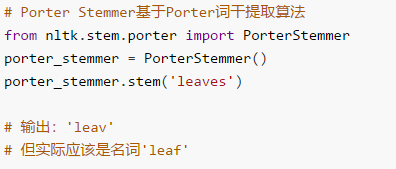 # Porter Stemmer基于Porter词干提取算法
from nltk.stem.porter import PorterStemmer
porter_stemmer = PorterStemmer()
porter_stemmer.stem('leaves')
# 输出：'leav'
# 但实际应该是名词'leaf'